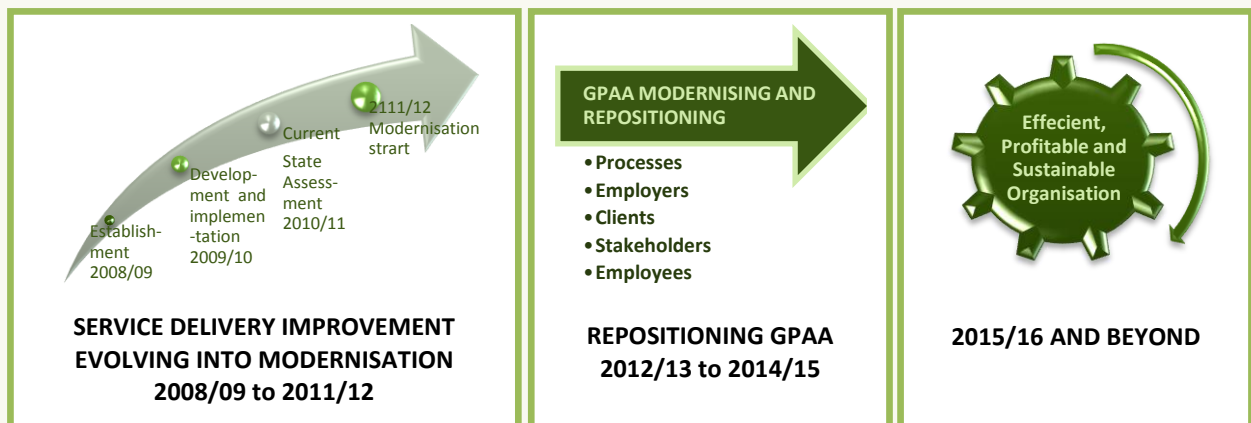 Establish-
ment
2008/09
Develop-
ment and
implemen
-tation
2009/10
Current
State
Assess-
ment
2010/11
2111/12
Modernisation
strart
SERVICE DELIVERY IMPROVEMENT
EVOLVING INTO MODERNISATION
2008/09 to 2011/12
GPAA MODERNISING AND
REPOSITIONING
•Processes
•Employers
•Clients
•Stakeholders
•Employees
REPOSITIONING GPAA
2012/13 to 2014/15
Effecient,
Profitable and
Sustainable
Organisation
2015/16 AND BEYOND